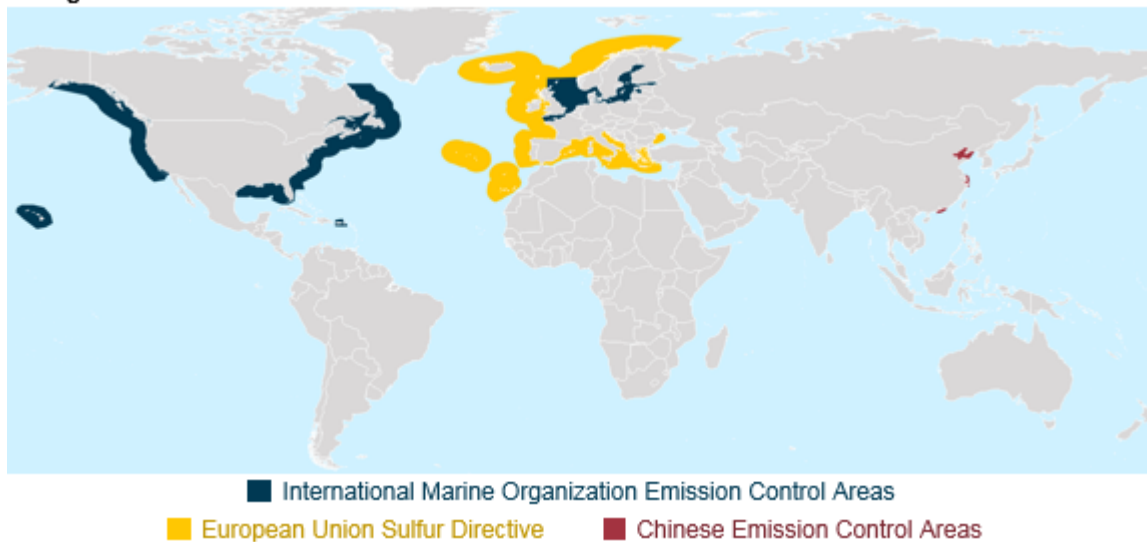 International Marine Organization Emission Control Areas
European Union Sulfur Directive Chinese Emission Control Areas